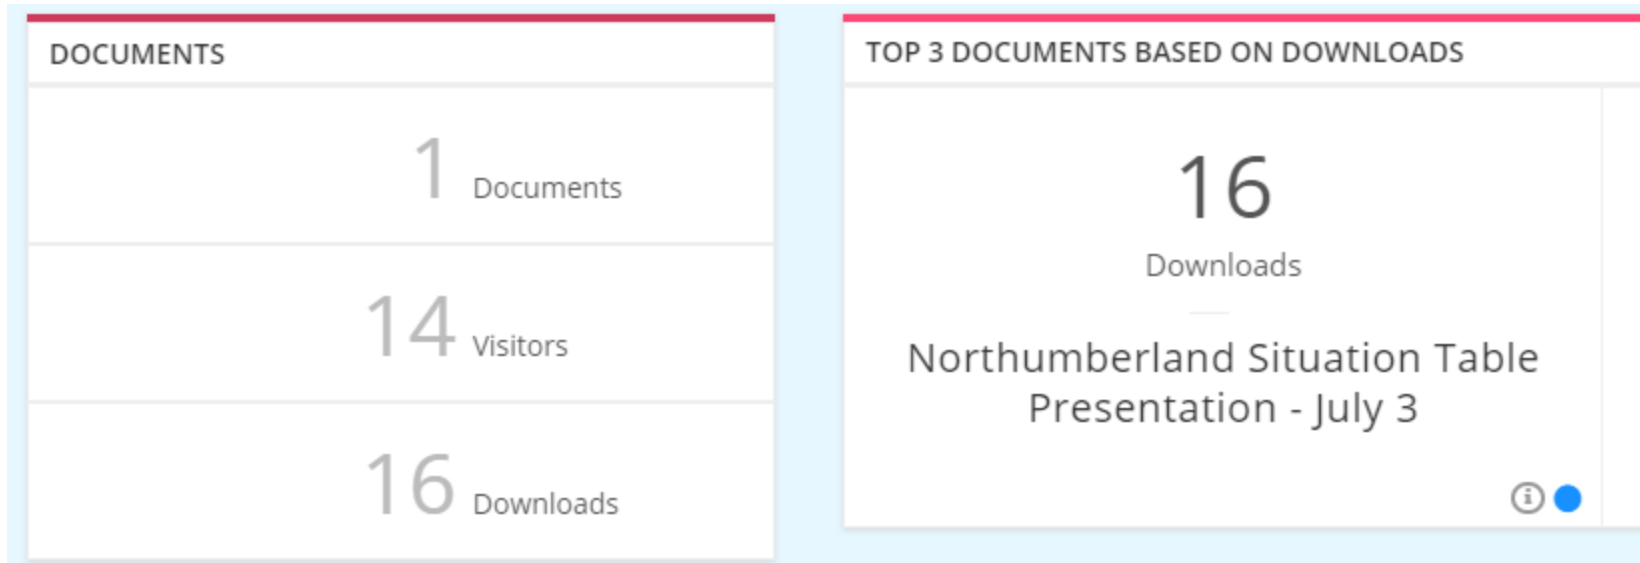 DOCUMENTS
1 Documents
14 Visitors
16 Downloads
TOP 3 DOCUMENTS BASED ON DOWNLOADS
16
Downloads
Northumberland Situation Table
Presentation - July 3